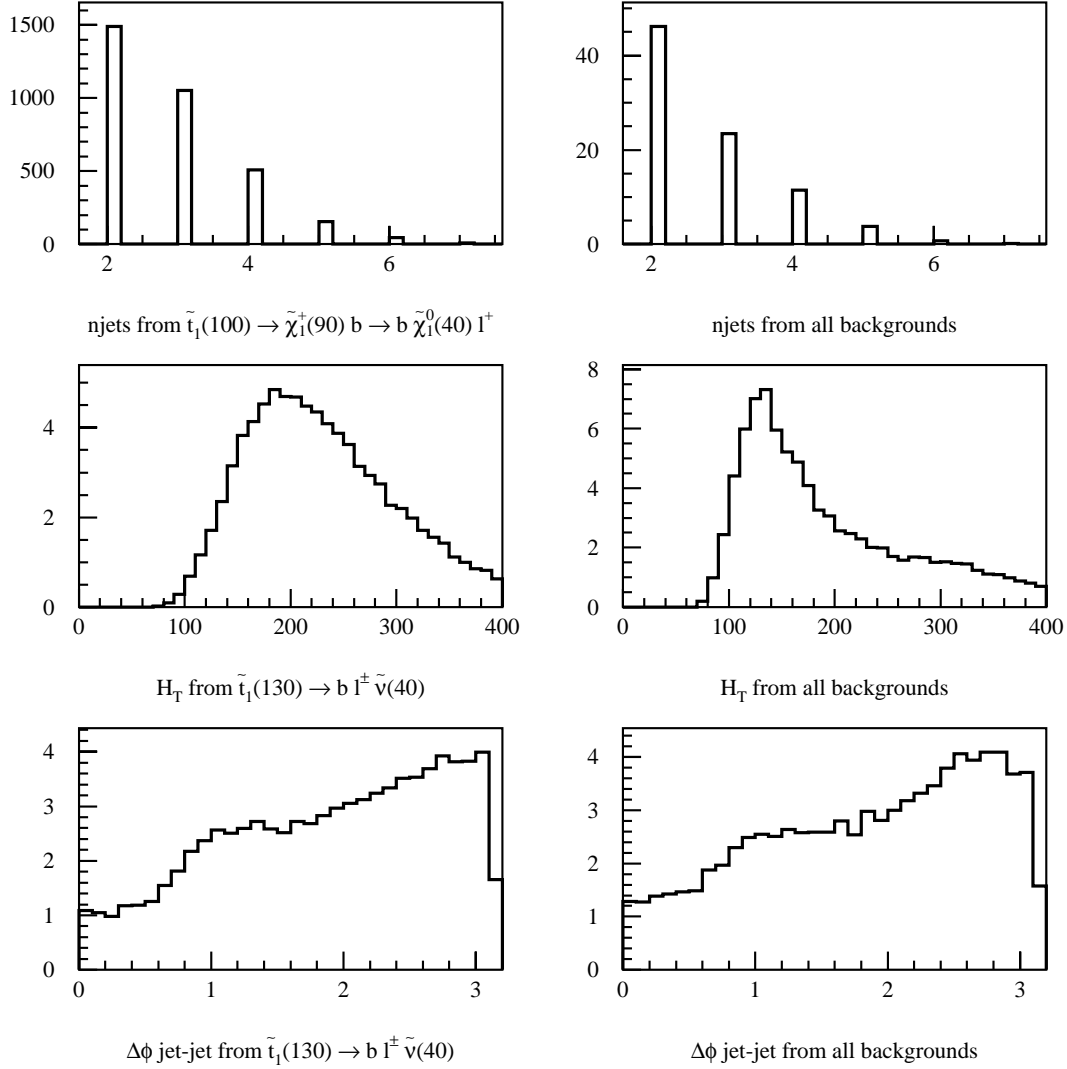 1500
1000
500
0
2 4 6
njets from t̃₁(100) → χ̃₁⁺(90) b → b χ̃₁⁰(40) l⁺
40
20
0
2 4 6
njets from all backgrounds
4
2
0
0 100 200 300 400
H_T from t̃₁(130) → b l± ν̃(40)
8
6
4
2
0
0 100 200 300 400
H_T from all backgrounds
4
3
2
1
0
0 1 2 3
Δϕ jet-jet from t̃₁(130) → b l± ν̃(40)
4
3
2
1
0
0 1 2 3
Δϕ jet-jet from all backgrounds